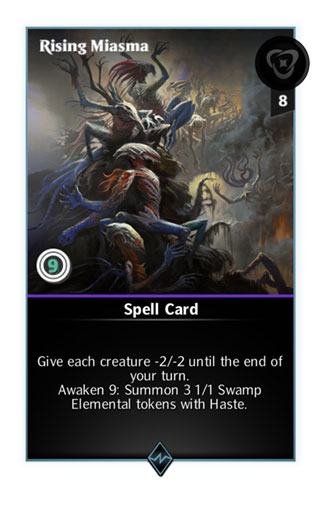 Rising Miasma
8
9
Spell Card
Give each creature -2/-2 until the end of
your turn.
Awaken 9: Summon 3 1/1 Swamp
Elemental tokens with Haste.